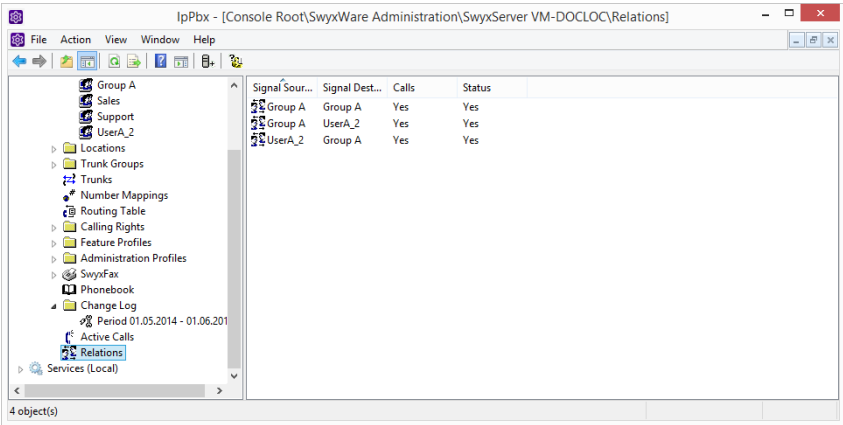 IpPbx - [Console Root\SwyxWare Administration\SwyxServer VM-DOCLOC\Relations]
File Action View Window Help
Group A
Sales
Support
UserA_2
Locations
Trunk Groups
Trunks
Number Mappings
Routing Table
Calling Rights
Feature Profiles
Administration Profiles
SwyxFax
Phonebook
Change Log
Period 01.05.2014 - 01.06.201
Active Calls
Relations
Services (Local)
Signal Sour... Signal Dest... Calls Status
Group A Group A Yes Yes
Group A UserA_2 Yes Yes
UserA_2 Group A Yes Yes
4 object(s)